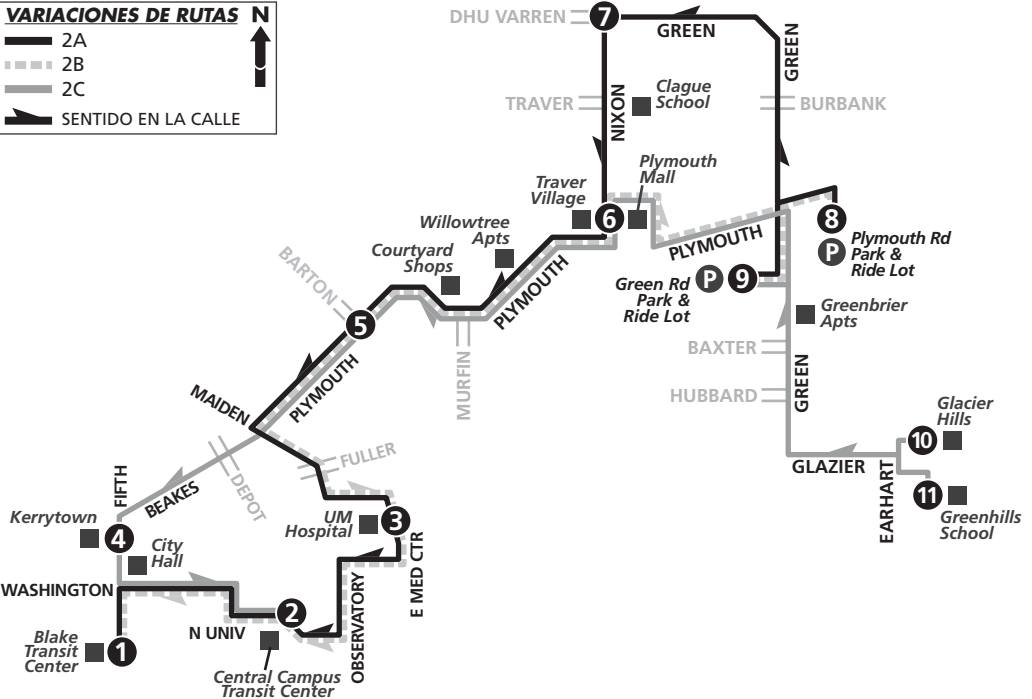 VARIACIONES DE RUTAS
N
2A
2B
2C
SENTIDO EN LA CALLE
DHU VARREN
7
GREEN
GREEN
TRAVER
NIXON
Clague
School
BURBANK
Plymouth
Mall
Traver
Village
6
8
Willowtree
Apts
PLYMOUTH
P
Plymouth Rd
Park &
Ride Lot
Courtyard
Shops
BARTON
PLYMOUTH
Green Rd
Park &
Ride Lot
P
9
5
Greenbrier
Apts
MURFIN
BAXTER
PLYMOUTH
HUBBARD
GREEN
MAIDEN
Glacier
Hills
10
FULLER
GLAZIER
DEPOT
EARHART
11
Greenhills
School
FIFTH
BEAKES
Kerrytown
4
UM
Hospital
3
City
Hall
E MED CTR
WASHINGTON
OBSERVATORY
2
N UNIV
Blake
Transit
Center
1
Central Campus
Transit Center